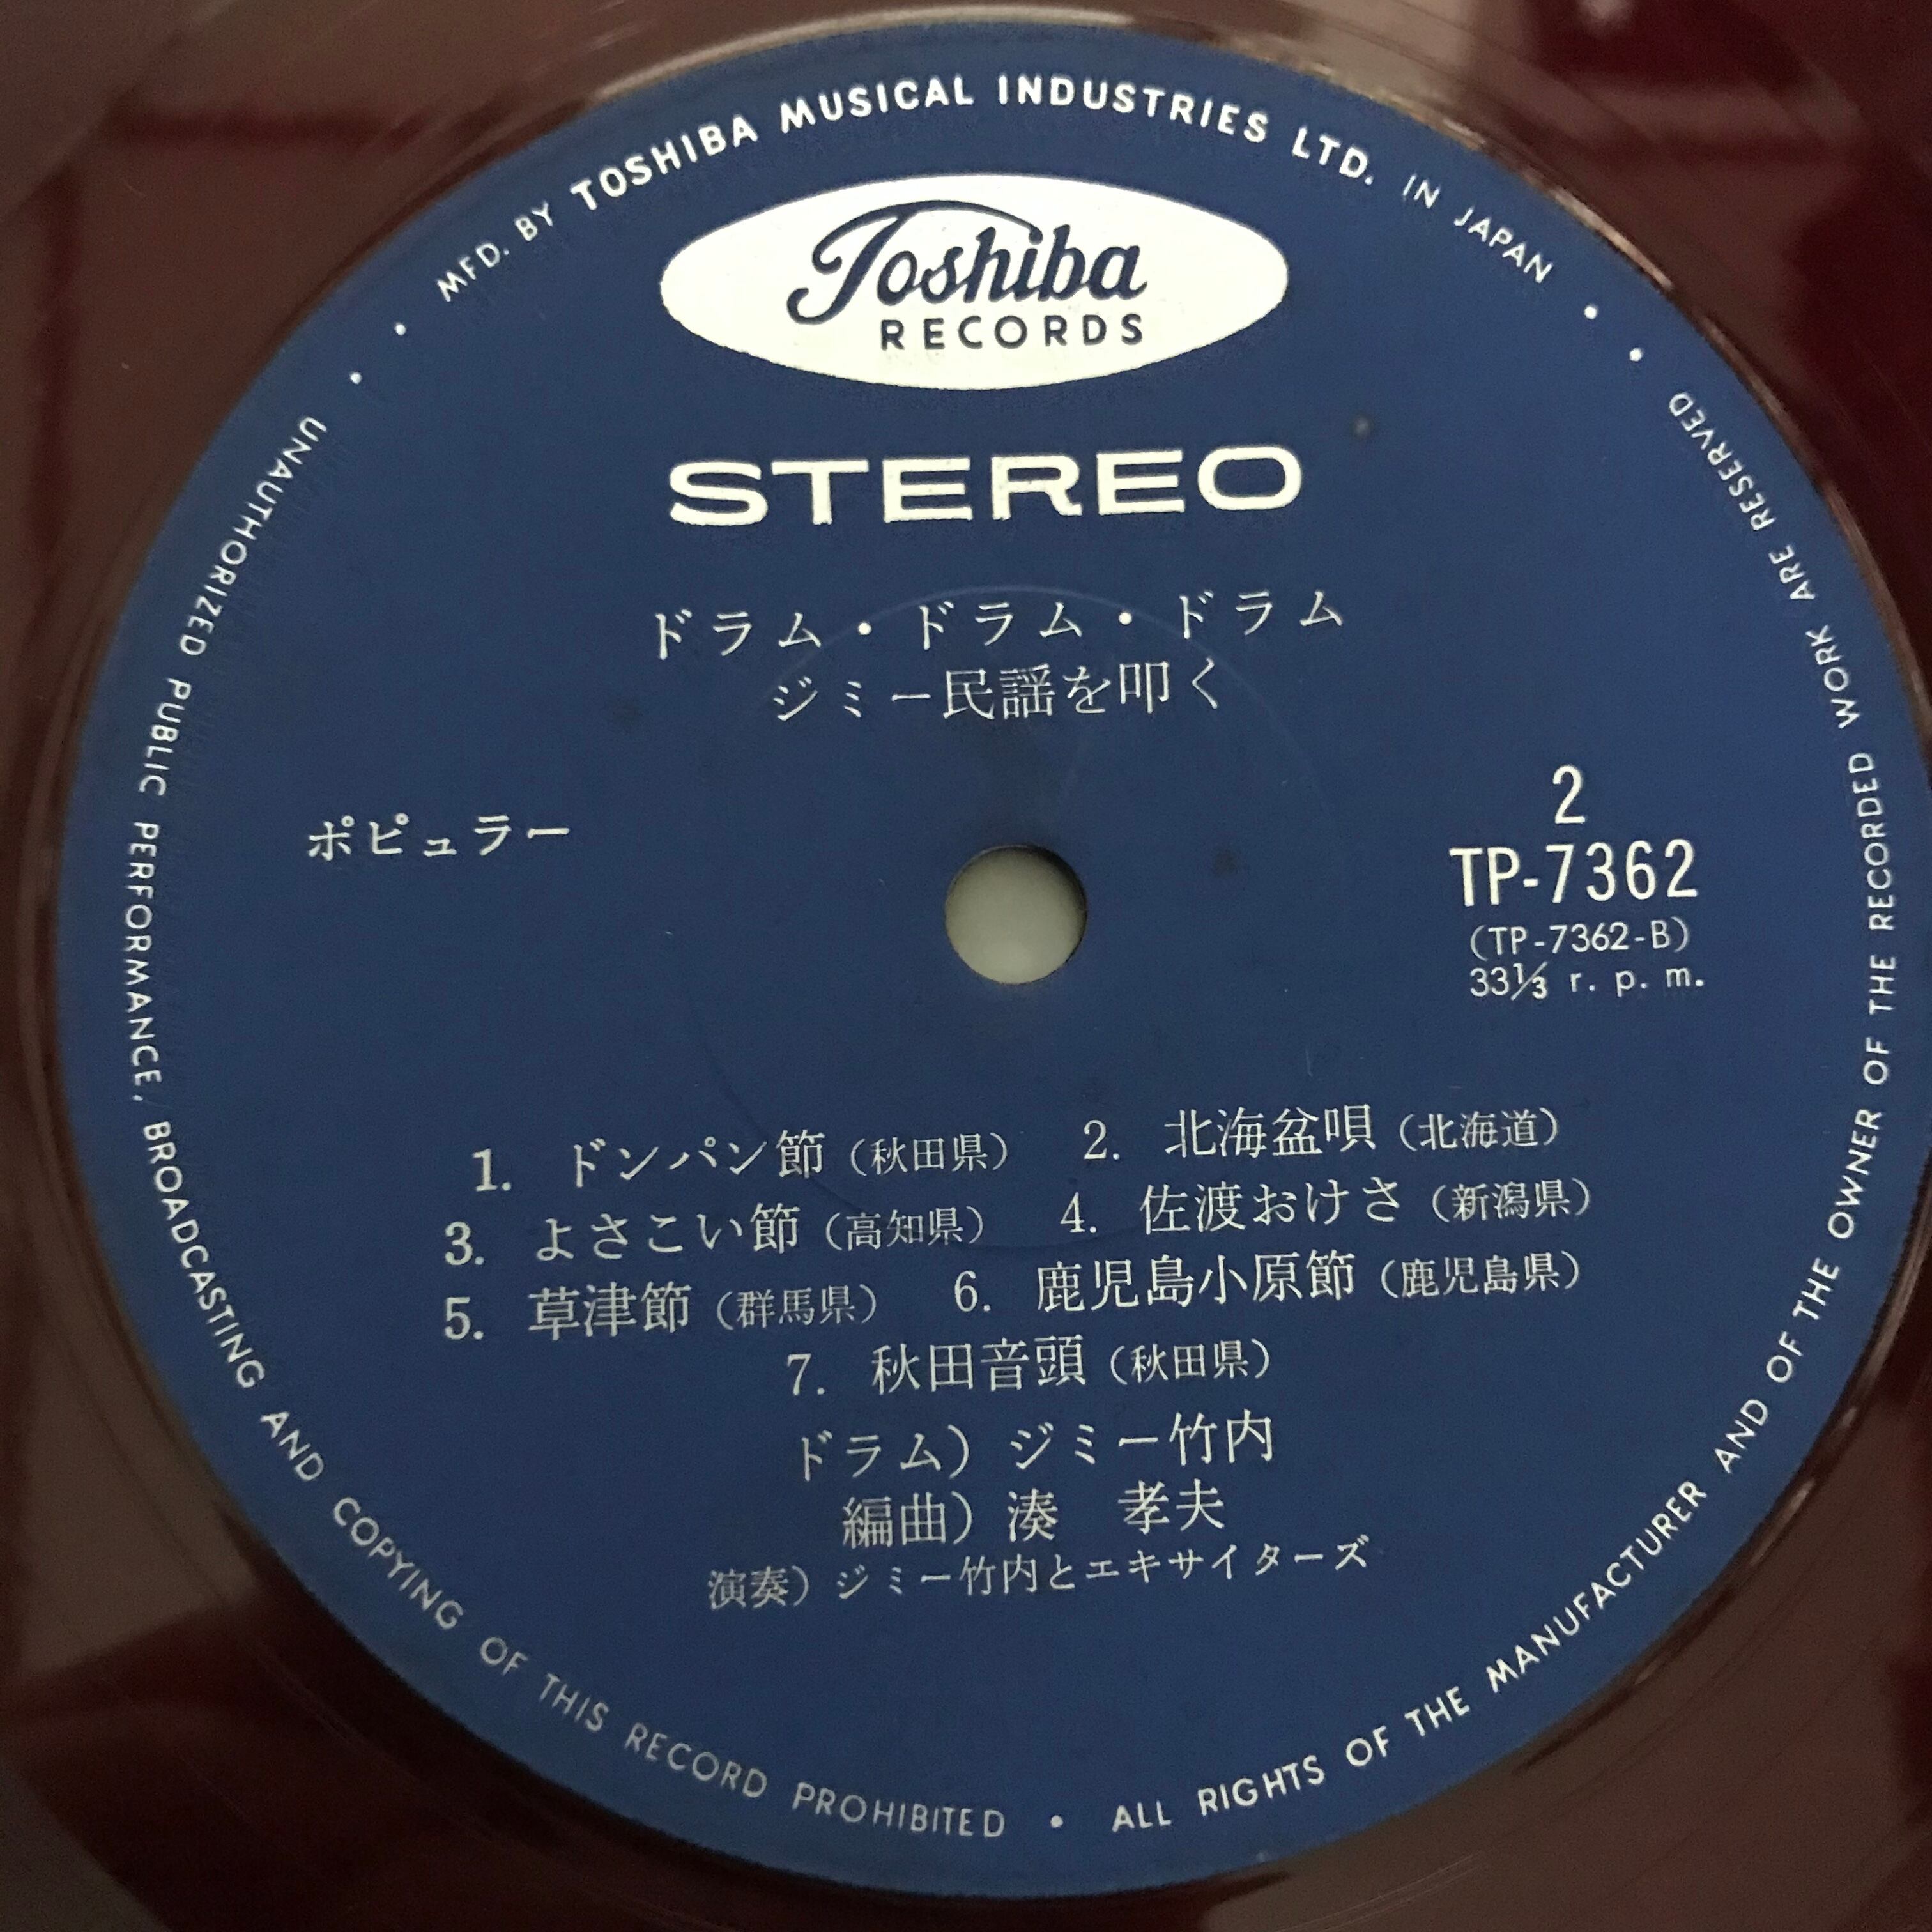 MFD. BY TOSHIBA MUSICAL INDUSTRIES LTD. IN JAPAN
Toshiba
RECORDS
STEREO
ドラム・ドラム・ドラム
ジミー民謡を叩く
ポピュラー
2
TP-7362
(TP-7362-B)
33⅓ r. p. m.
1. ドンパン節（秋田県） 2. 北海盆唄（北海道）
3. よさこい節（高知県） 4. 佐渡おけさ（新潟県）
5. 草津節（群馬県） 6. 鹿児島小原節（鹿児島県）
7. 秋田音頭（秋田県）
ドラム）ジミー竹内
編曲）湊 孝夫
演奏）ジミー竹内とエキサイターズ
UNAUTHORIZED PUBLIC PERFORMANCE, BROADCASTING AND COPYING OF THIS RECORD PROHIBITED • ALL RIGHTS OF THE MANUFACTURER AND OF THE OWNER OF THE RECORDED WORK ARE RESERVED